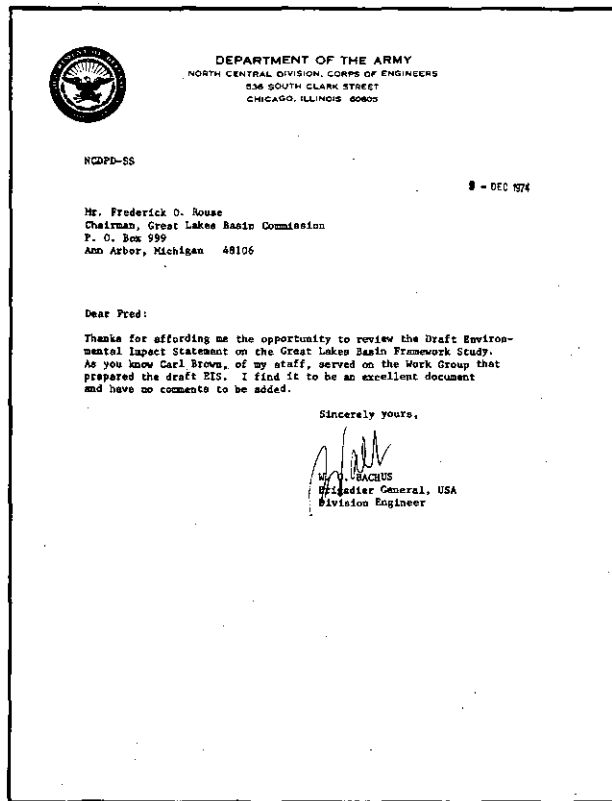 DEPARTMENT OF THE ARMY
NORTH CENTRAL DIVISION, CORPS OF ENGINEERS
536 SOUTH CLARK STREET
CHICAGO, ILLINOIS 60605
NCDPD-SS
9 - DEC 1974
Mr. Frederick O. Rouse
Chairman, Great Lakes Basin Commission
P. O. Box 999
Ann Arbor, Michigan 48106
Dear Fred:
Thanks for affording me the opportunity to review the Draft Environ-
mental Impact Statement on the Great Lakes Basin Framework Study.
As you know Carl Brown, of my staff, served on the Work Group that
prepared the draft EIS. I find it to be an excellent document
and have no comments to be added.
Sincerely yours,
Walt
W. O. BACHUS
Brigadier General, USA
Division Engineer